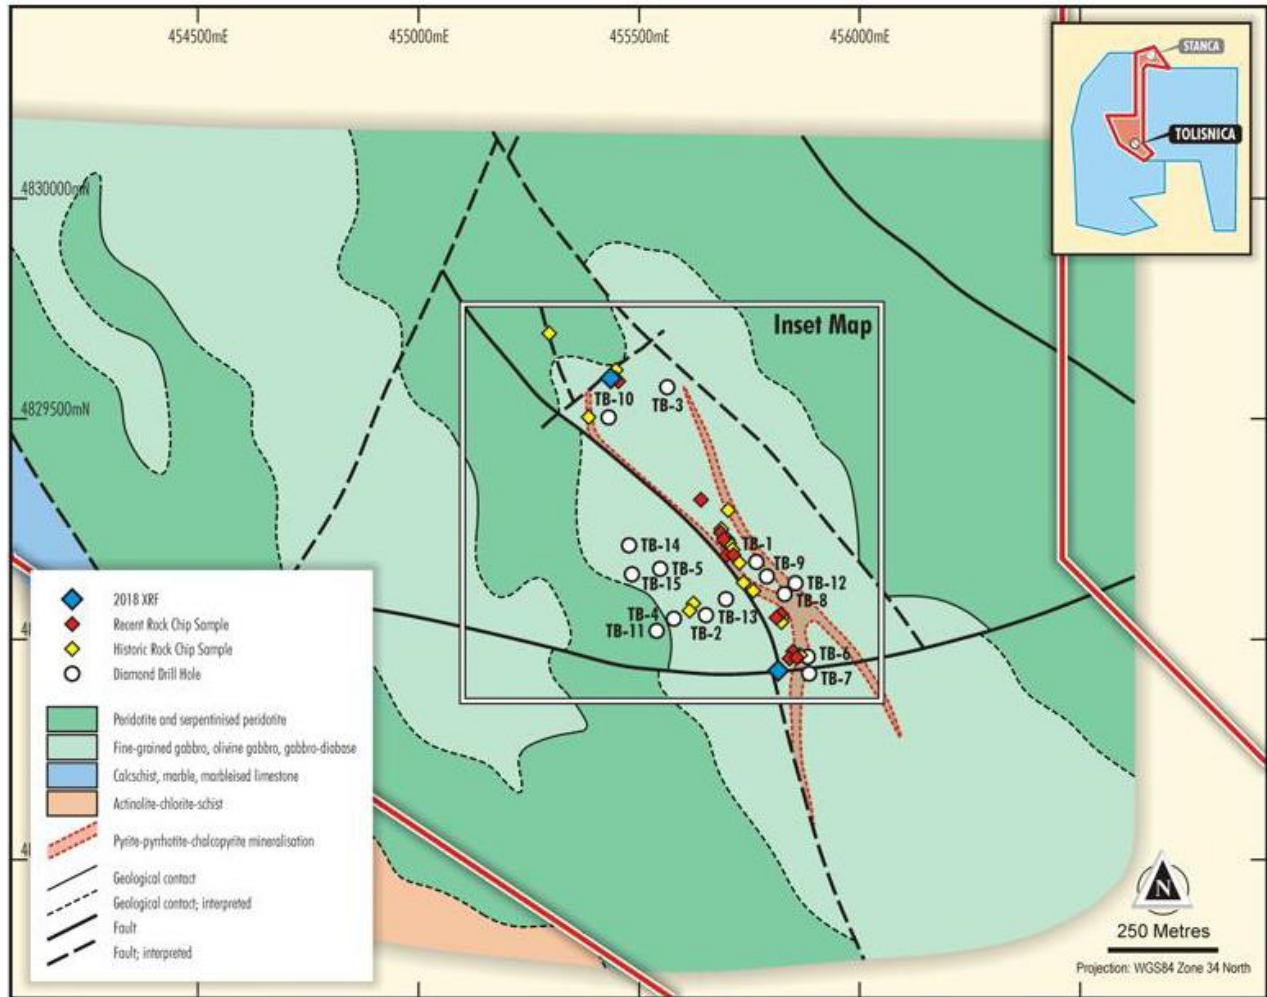 454500mE
455000mE
455500mE
456000mE
STANCA
TOLISNICA
4830000mN
Inset Map
TB-10
TB-3
4829500mN
TB-1
TB-14
TB-9
TB-5
TB-12
TB-15
TB-8
TB-4
TB-13
TB-11
TB-2
TB-6
TB-7
2018 XRF
Recent Rock Chip Sample
Historic Rock Chip Sample
Diamond Drill Hole
Peridotite and serpentinised peridotite
Fine-grained gabbro, olivine gabbro, gabbro-diabase
Calcschist, marble, marbleised limestone
Actinolite-chlorite-schist
Pyrite-pyrrhotite-chalcopyrite mineralisation
Geological contact
Geological contact; interpreted
Fault
Fault; interpreted
N
250 Metres
Projection: WGS84 Zone 34 North